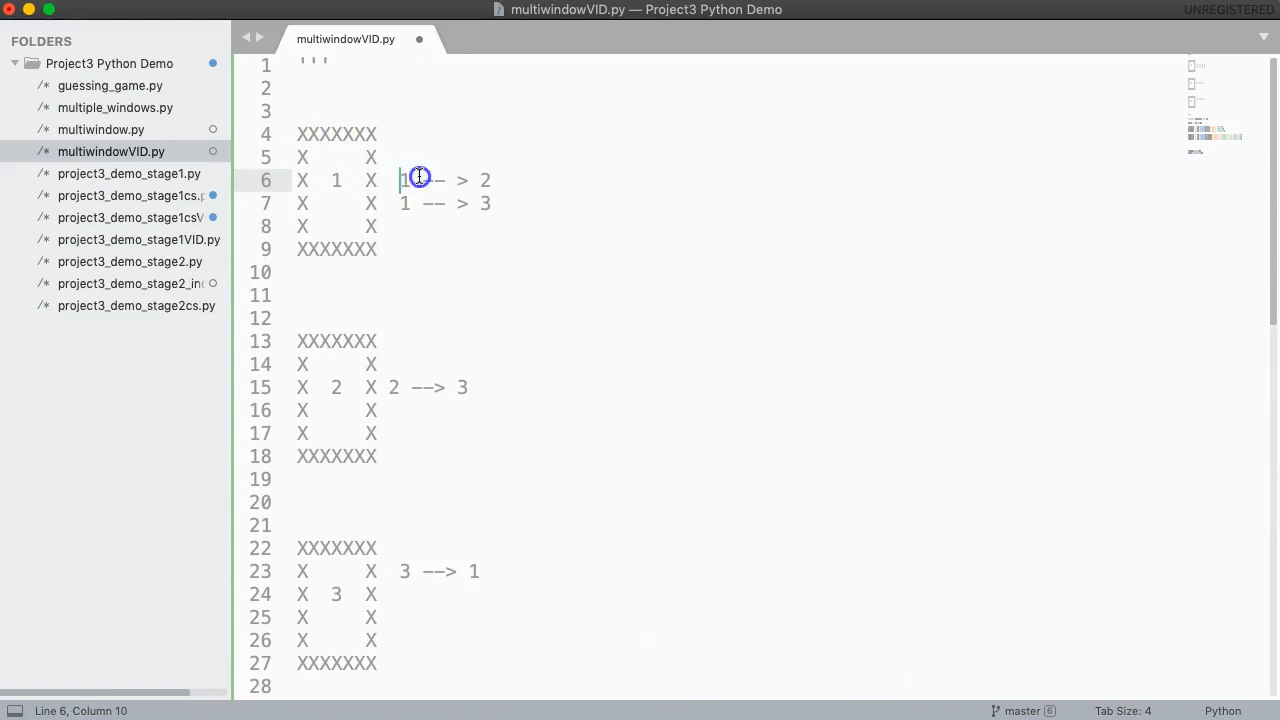 multiwindowVID.py — Project3 Python Demo
UNREGISTERED
FOLDERS
Project3 Python Demo
/* guessing_game.py
/* multiple_windows.py
/* multiwindow.py
/* multiwindowVID.py
/* project3_demo_stage1.py
/* project3_demo_stage1cs.p
/* project3_demo_stage1csV
/* project3_demo_stage1VID.py
/* project3_demo_stage2.py
/* project3_demo_stage2_in
/* project3_demo_stage2cs.py
multiwindowVID.py
1 '''
2
3
4 XXXXXXX
5 X     X
6 X  1  X  1 -- > 2
7 X     X  1 -- > 3
8 X     X
9 XXXXXXX
10
11
12
13 XXXXXXX
14 X     X
15 X  2  X 2 --> 3
16 X     X
17 X     X
18 XXXXXXX
19
20
21
22 XXXXXXX
23 X     X  3 --> 1
24 X  3  X
25 X     X
26 X     X
27 XXXXXXX
28
Line 6, Column 10
master 6
Tab Size: 4
Python